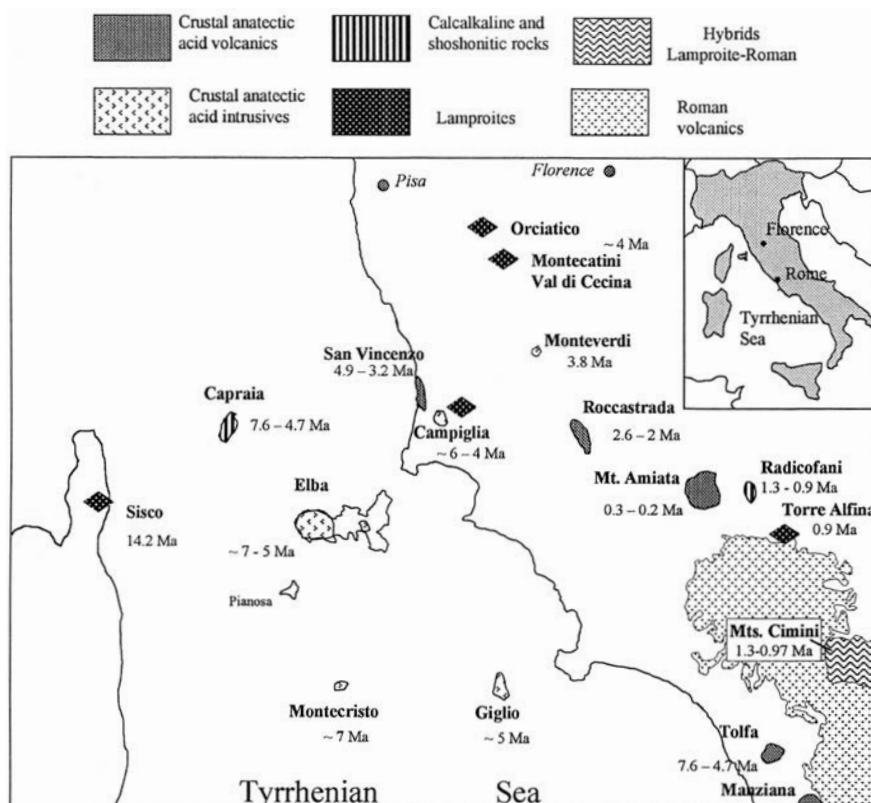 Crustal anatectic
acid volcanics
Calcalkaline and
shoshonitic rocks
Hybrids
Lamproite-Roman
Crustal anatectic
acid intrusives
Lamproites
Roman
volcanics
Pisa
Florence
Orciatico
~ 4 Ma
Montecatini
Val di Cecina
Florence
Rome
Tyrrhenian
Sea
San Vincenzo
4.9 – 3.2 Ma
Monteverdi
3.8 Ma
Capraia
7.6 – 4.7 Ma
Campiglia
~ 6 – 4 Ma
Roccastrada
2.6 – 2 Ma
Mt. Amiata
0.3 – 0.2 Ma
Radicofani
1.3 - 0.9 Ma
Torre Alfina
0.9 Ma
Sisco
14.2 Ma
Elba
~ 7 - 5 Ma
Pianosa
Mts. Cimini
1.3-0.97 Ma
Montecristo
~ 7 Ma
Giglio
~ 5 Ma
Tolfa
7.6 – 4.7 Ma
Manziana
Tyrrhenian Sea